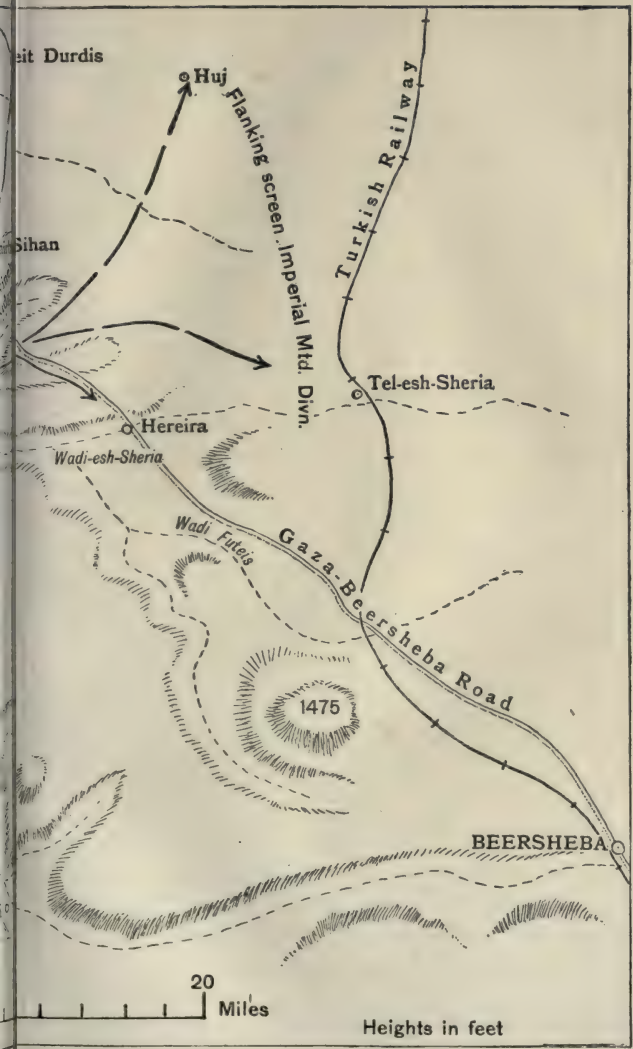 eit Durdis
Huj
Flanking screen. Imperial Mtd. Divn.
Turkish Railway
Sihan
Tel-esh-Sheria
Hereira
Wadi-esh-Sheria
Wadi Futeis
Gaza-Beersheba Road
1475
BEERSHEBA
20
Miles
Heights in feet